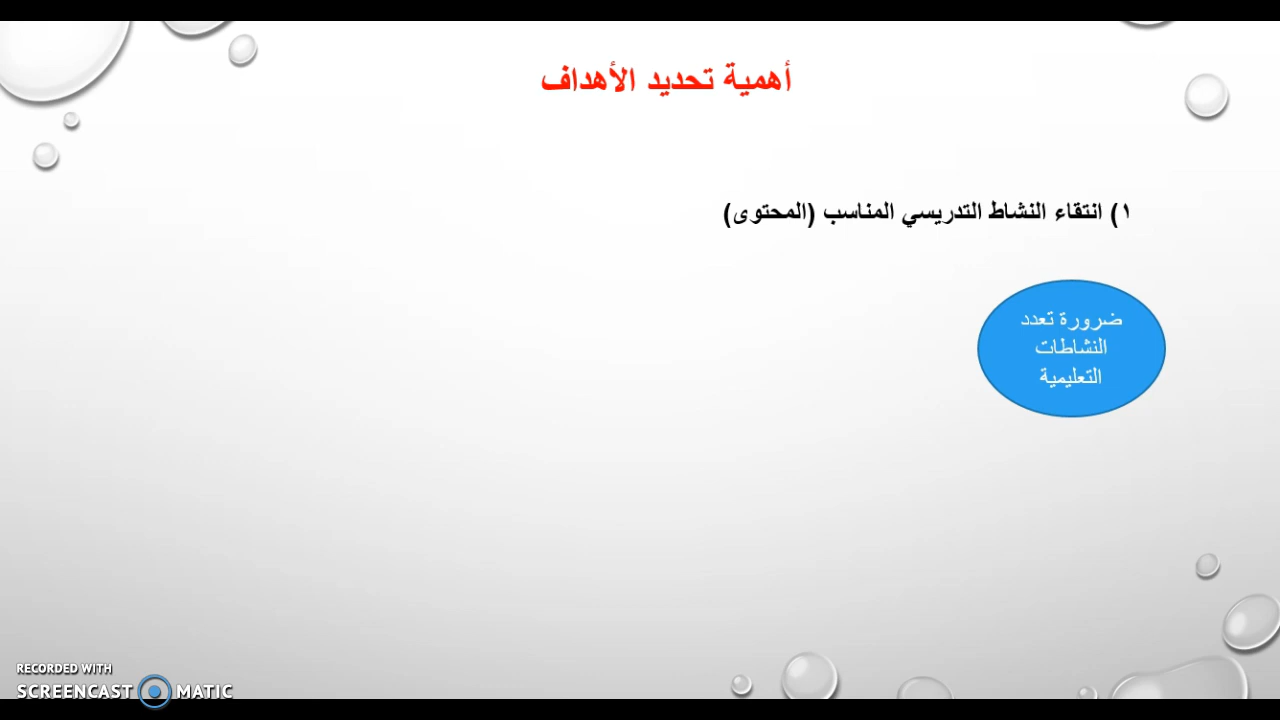 أهمية تحديد الأهداف
١) انتقاء النشاط التدريسي المناسب (المحتوى)
ضرورة تعدد
النشاطات
التعليمية
RECORDED WITH
SCREENCAST MATIC